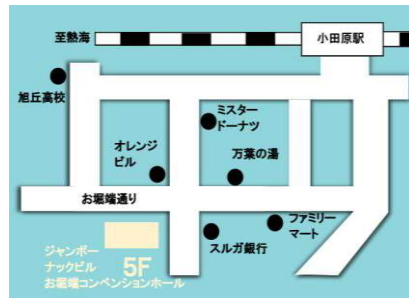 至熱海
小田原駅
旭丘高校
ミスター
ドーナツ
オレンジ
ビル
万葉の湯
お堀端通り
ファミリー
マート
スルガ銀行
ジャンボー
ナックビル
5F
お堀端コンベンションホール